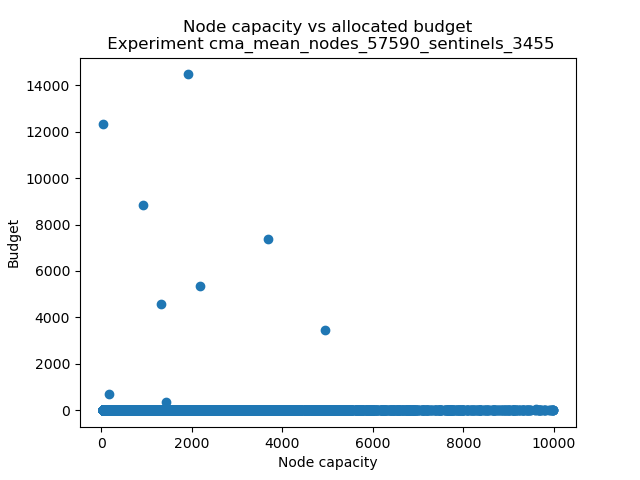 Node capacity vs allocated budget
Experiment cma_mean_nodes_57590_sentinels_3455
14000
12000
10000
8000
6000
4000
2000
0
Budget
0 2000 4000 6000 8000 10000
Node capacity